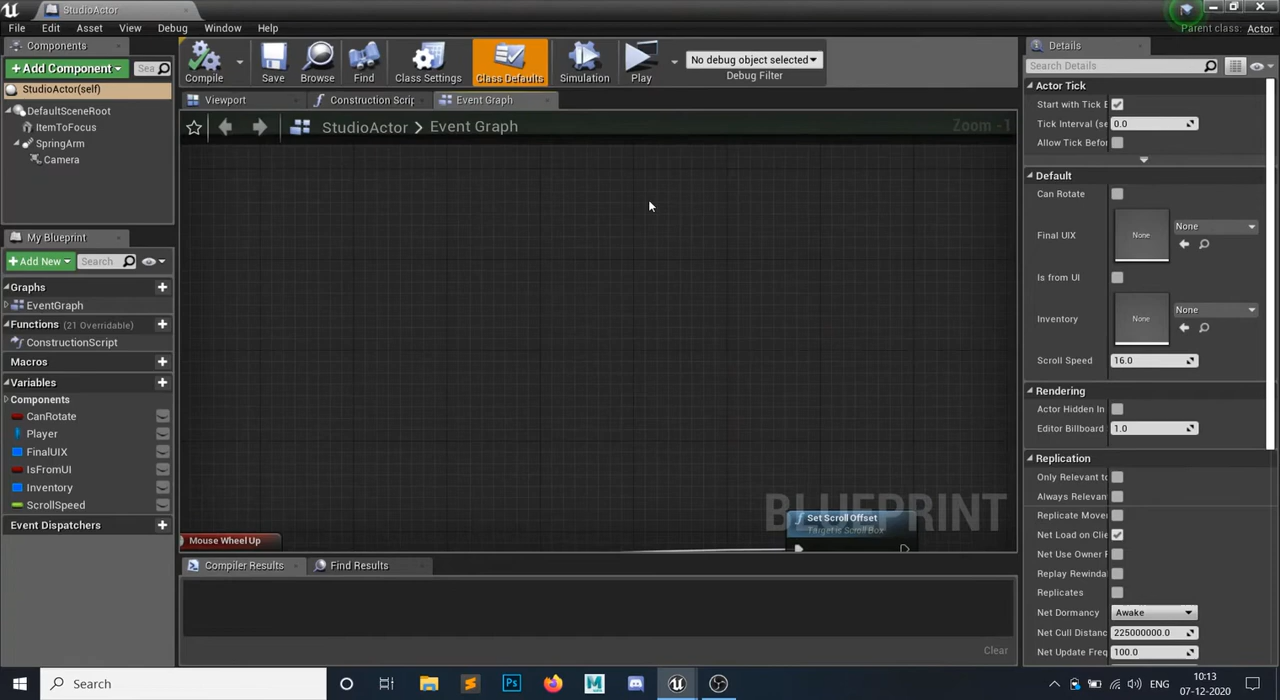 StudioActor
File Edit Asset View Debug Window Help
Parent class: Actor
Components
+ Add Component
Sea
StudioActor(self)
DefaultSceneRoot
ItemToFocus
SpringArm
Camera
My Blueprint
+ Add New
Search
Graphs
EventGraph
Functions (21 Overridable)
ConstructionScript
Macros
Variables
Components
CanRotate
Player
FinalUIX
IsFromUI
Inventory
ScrollSpeed
Event Dispatchers
Compile
Save
Browse
Find
Class Settings
Class Defaults
Simulation
Play
No debug object selected
Debug Filter
Viewport
Construction Scrip
Event Graph
StudioActor > Event Graph
Zoom -1
BLUEPRINT
Set Scroll Offset
Target is Scroll Box
Mouse Wheel Up
Compiler Results
Find Results
Clear
Details
Search Details
Actor Tick
Start with Tick E
Tick Interval (se 0.0
Allow Tick Befor
Default
Can Rotate
Final UIX None None
Is from UI
Inventory None None
Scroll Speed 16.0
Rendering
Actor Hidden In
Editor Billboard 1.0
Replication
Only Relevant to
Always Relevan
Replicate Mover
Net Load on Clie
Net Use Owner F
Replay Rewinda
Replicates
Net Dormancy Awake
Net Cull Distanc 225000000.0
Net Update Freq 100.0
Search
Ps
M
ENG
10:13
07-12-2020